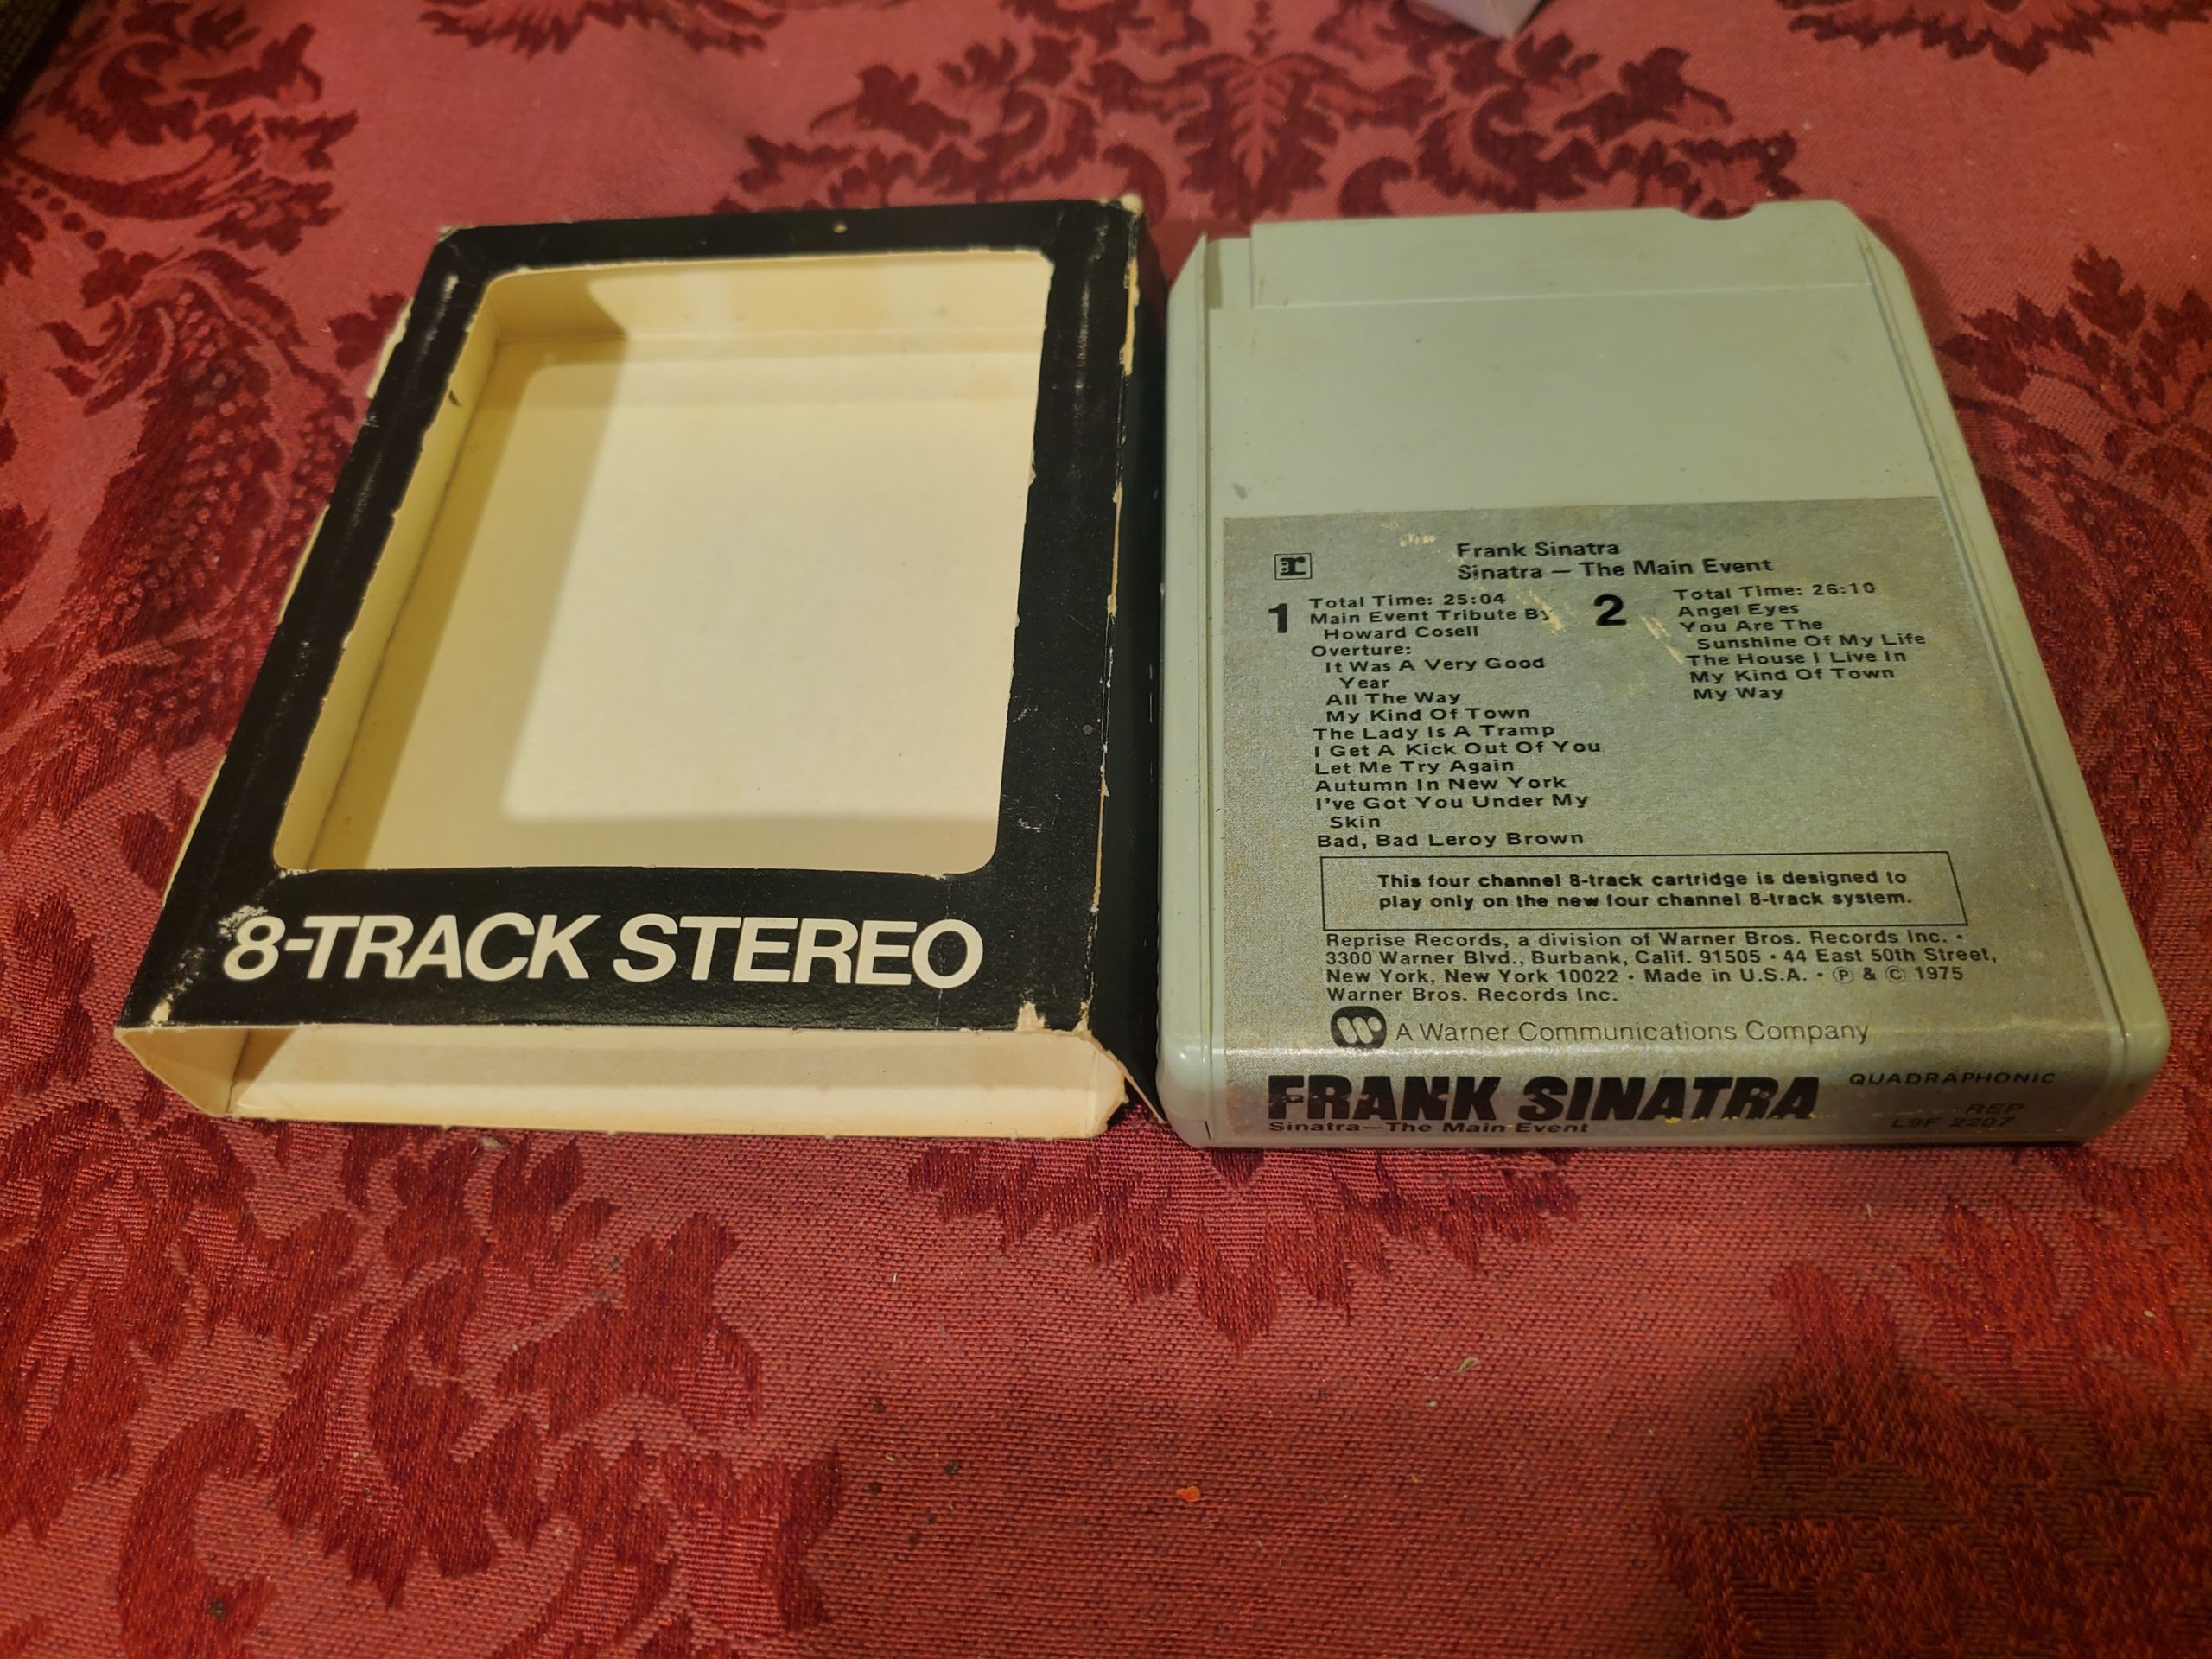 8-TRACK STEREO
Frank Sinatra
Sinatra — The Main Event
1
Total Time: 25:04
Main Event Tribute By
Howard Cosell
Overture:
It Was A Very Good
Year
All The Way
My Kind Of Town
The Lady Is A Tramp
I Get A Kick Out Of You
Let Me Try Again
Autumn In New York
I've Got You Under My
Skin
Bad, Bad Leroy Brown
2
Total Time: 26:10
Angel Eyes
You Are The
Sunshine Of My Life
The House I Live In
My Kind Of Town
My Way
This four channel 8-track cartridge is designed to
play only on the new four channel 8-track system.
Reprise Records, a division of Warner Bros. Records Inc. •
3300 Warner Blvd., Burbank, Calif. 91505 • 44 East 50th Street,
New York, New York 10022 • Made in U.S.A. • Ⓟ & © 1975
Warner Bros. Records Inc.
A Warner Communications Company
FRANK SINATRA
Sinatra—The Main Event
QUADRAPHONIC
REP
L9F 2207